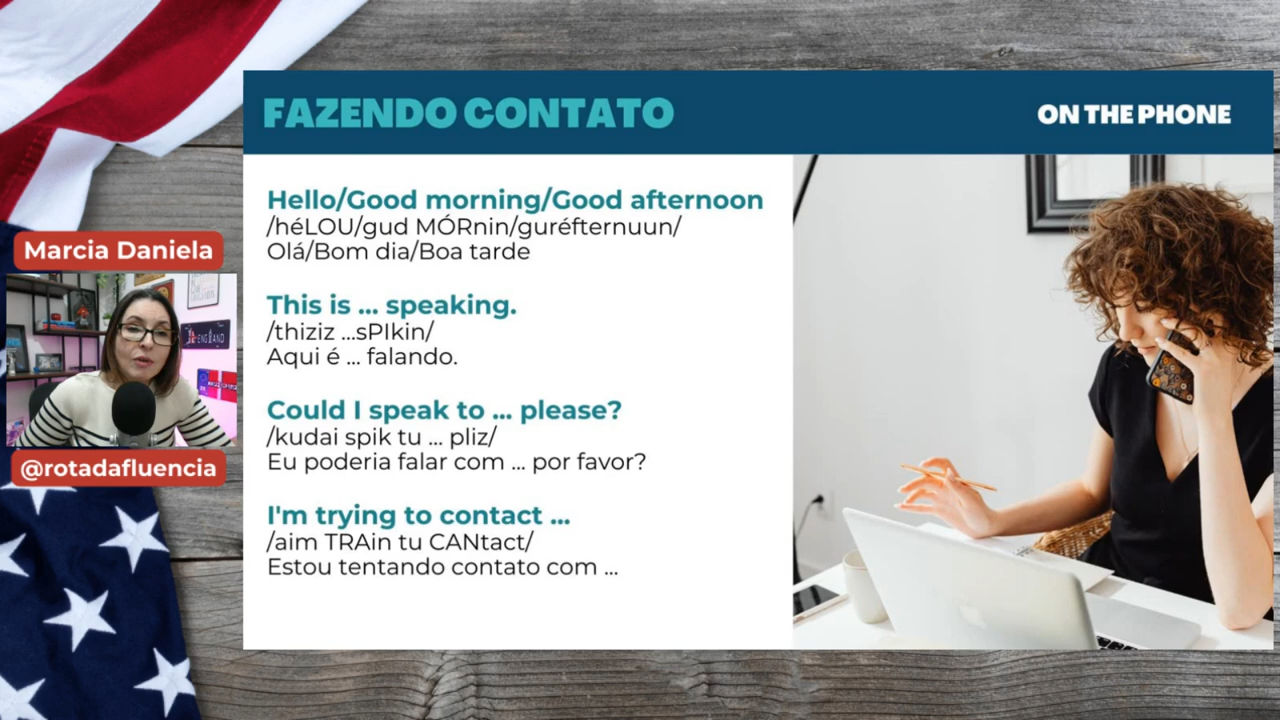 FAZENDO CONTATO
ON THE PHONE
Hello/Good morning/Good afternoon
/héLOU/gud MÓRnin/guréfternuun/
Olá/Bom dia/Boa tarde
This is ... speaking.
/thiziz ...sPIkin/
Aqui é ... falando.
Could I speak to ... please?
/kudai spik tu ... pliz/
Eu poderia falar com ... por favor?
I'm trying to contact ...
/aim TRAin tu CANtact/
Estou tentando contato com ...
Marcia Daniela
ENGLAND
@rotadafluencia